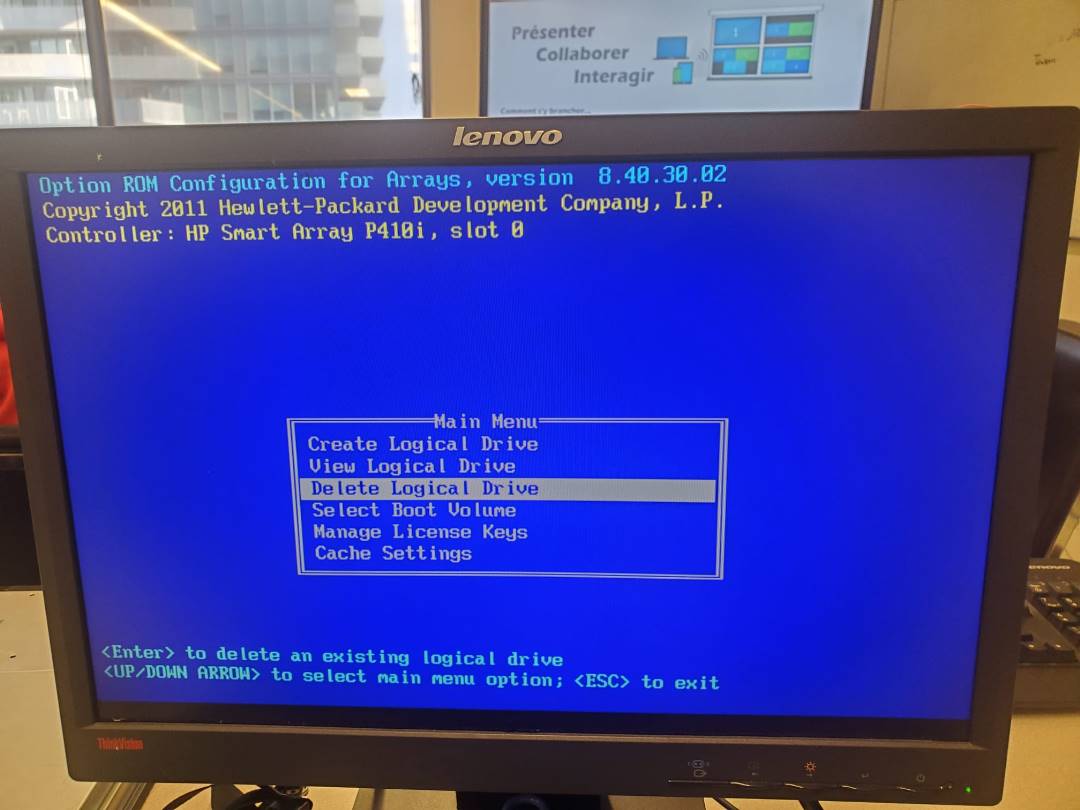 Présenter
Collaborer
Interagir
Comment s'y brancher...
lenovo
Option ROM Configuration for Arrays, version 8.40.30.02
Copyright 2011 Hewlett-Packard Development Company, L.P.
Controller: HP Smart Array P410i, slot 0
Main Menu
Create Logical Drive
View Logical Drive
Delete Logical Drive
Select Boot Volume
Manage License Keys
Cache Settings
<Enter> to delete an existing logical drive
<UP/DOWN ARROW> to select main menu option; <ESC> to exit
ThinkVision
lenovo